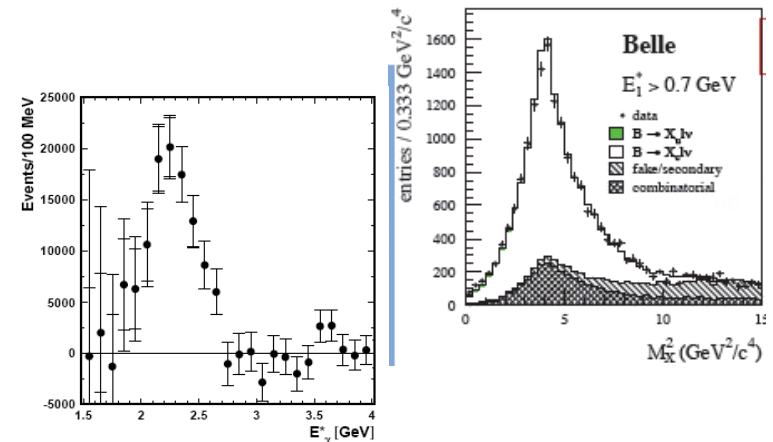 Events/100 MeV
25000
20000
15000
10000
5000
0
-5000
1.5 2 2.5 3 3.5 4
E*γ [GeV]
entries / 0.333 GeV²/c⁴
1600
1400
1200
1000
800
600
400
200
0
Belle
E*₁ > 0.7 GeV
data
B → Xᵤlν
B → X꜀lν
fake/secondary
combinatorial
0 5 10 15
M²X (GeV²/c⁴)